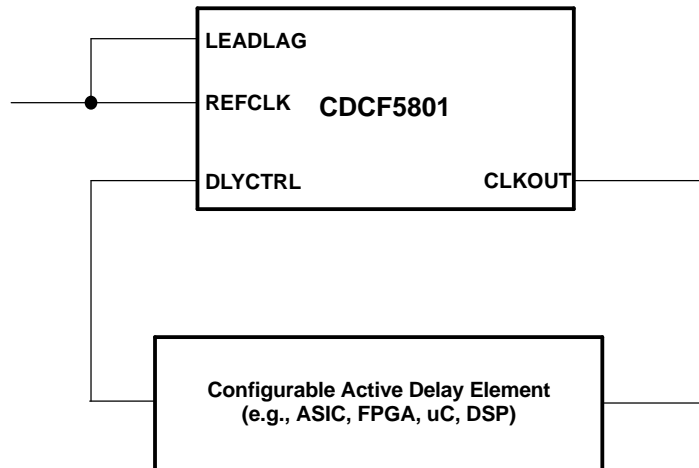 LEADLAG
REFCLK
CDCF5801
DLYCTRL
CLKOUT
Configurable Active Delay Element
(e.g., ASIC, FPGA, uC, DSP)